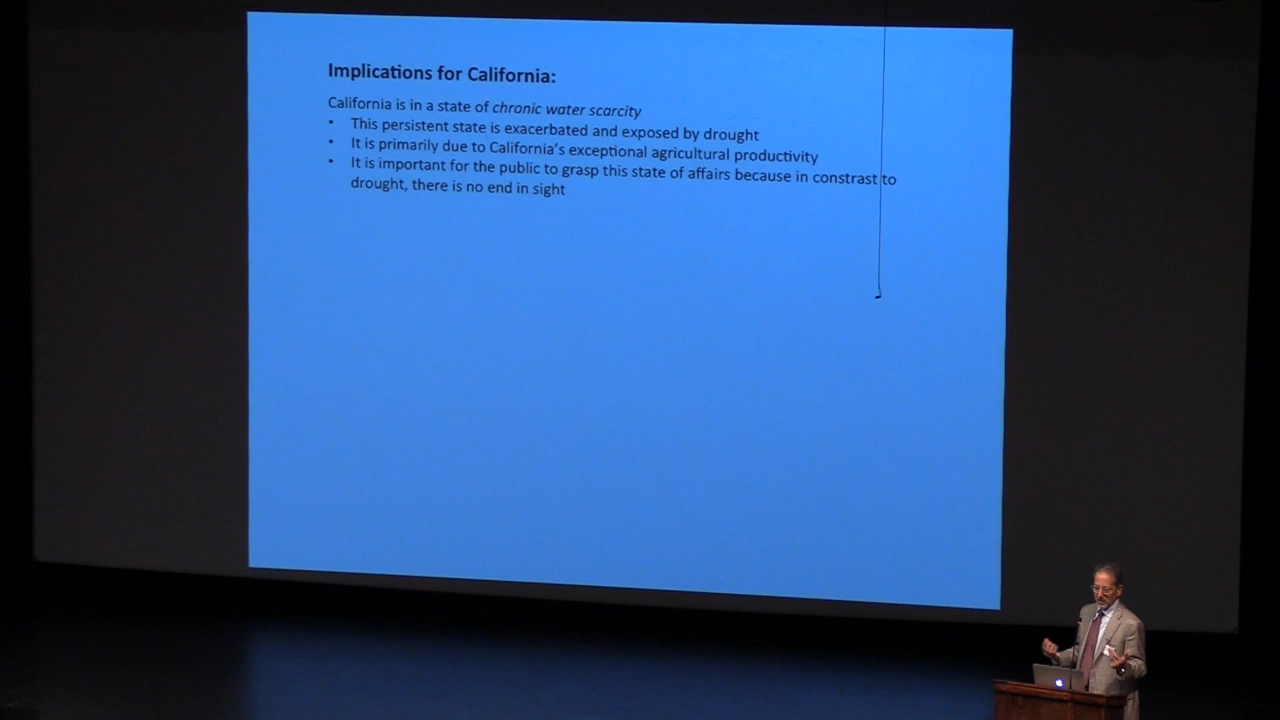 Implications for California:
California is in a state of chronic water scarcity
• This persistent state is exacerbated and exposed by drought
• It is primarily due to California's exceptional agricultural productivity
• It is important for the public to grasp this state of affairs because in constrast to
drought, there is no end in sight